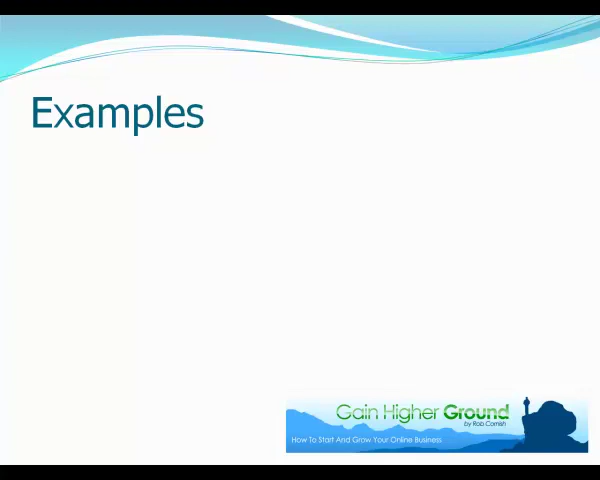 Examples
Gain Higher Ground
by Rob Cornish
How To Start And Grow Your Online Business